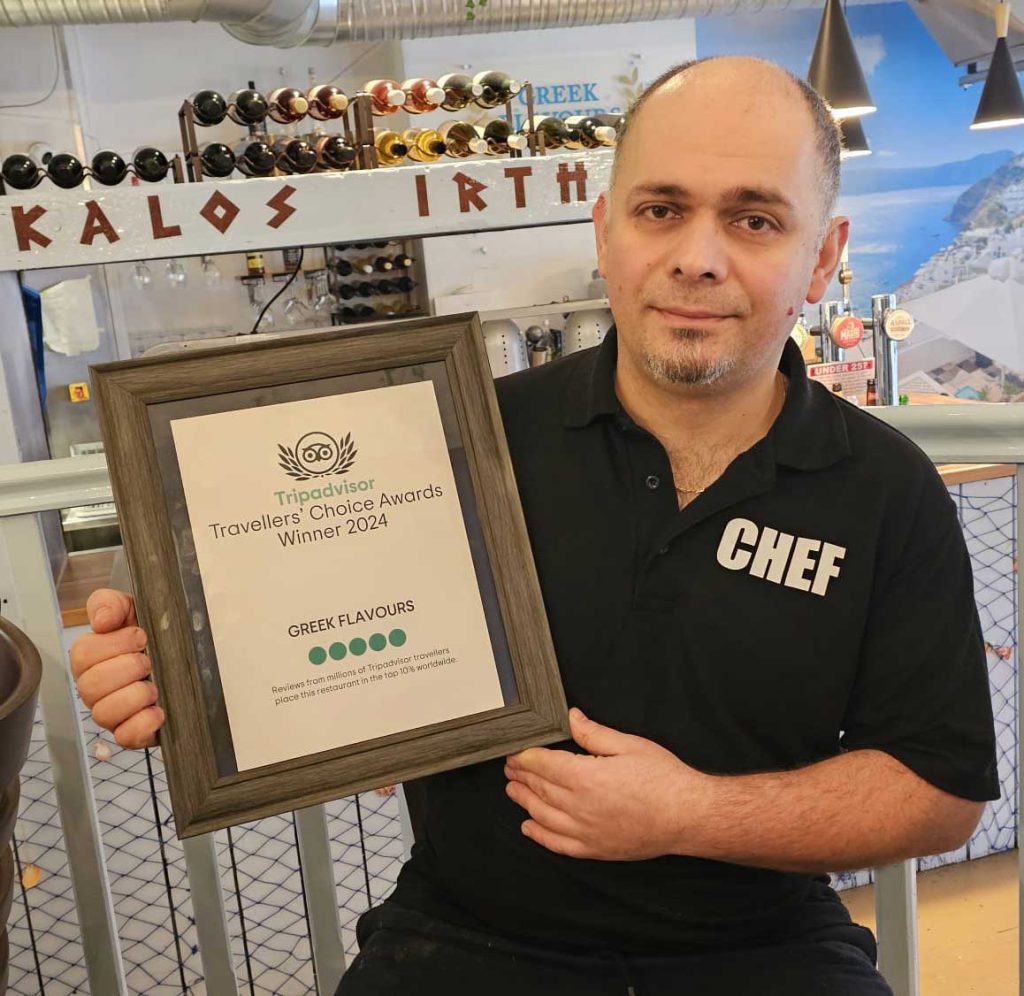 GREEK
FLAVOURS
KALOS IRTH
UNDER 25?
Tripadvisor
Travellers' Choice Awards
Winner 2024
GREEK FLAVOURS
Reviews from millions of Tripadvisor travellers
place this restaurant in the top 10% worldwide.
CHEF